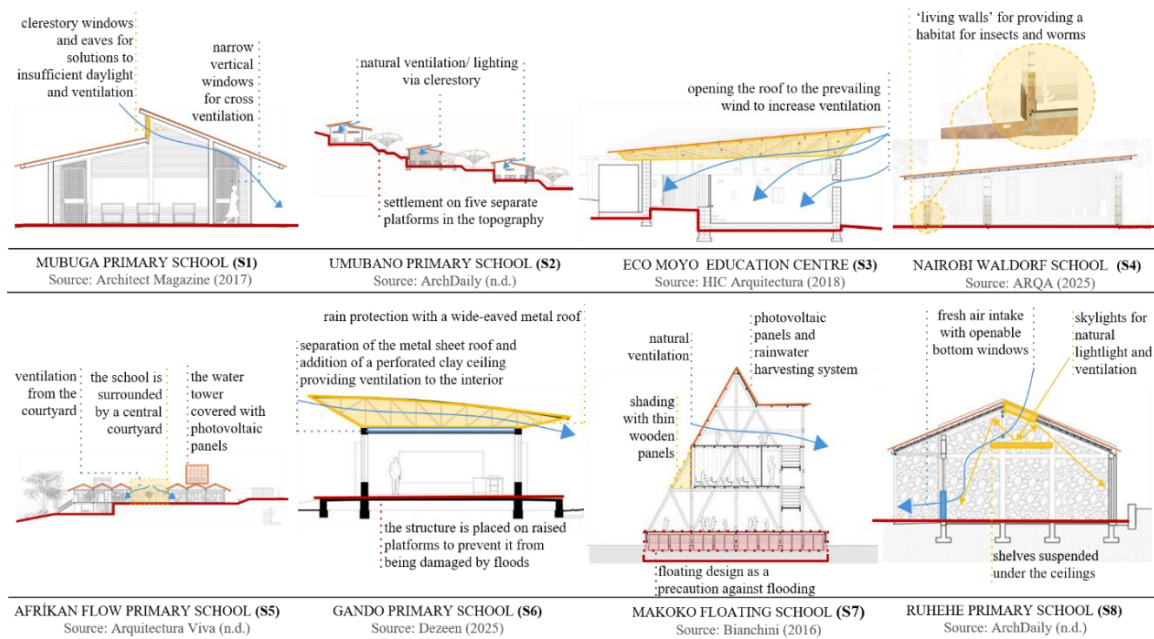 clerestory windows
and eaves for
solutions to
insufficient daylight
and ventilation
narrow
vertical
windows
for cross
ventilation
natural ventilation/ lighting
via clerestory
settlement on five separate
platforms in the topography
opening the roof to the prevailing
wind to increase ventilation
‘living walls’ for providing a
habitat for insects and worms
MUBUGA PRIMARY SCHOOL (S1)
Source: Architect Magazine (2017)
UMUBANO PRIMARY SCHOOL (S2)
Source: ArchDaily (n.d.)
ECO MOYO EDUCATION CENTRE (S3)
Source: HIC Arquitectura (2018)
NAIROBI WALDORF SCHOOL (S4)
Source: ARQA (2025)
ventilation
from the
courtyard
the school is
surrounded
by a central
courtyard
the water
tower
covered with
photovoltaic
panels
rain protection with a wide-eaved metal roof
separation of the metal sheet roof and
addition of a perforated clay ceiling
providing ventilation to the interior
the structure is placed on raised
platforms to prevent it from
being damaged by floods
natural
ventilation
shading
with thin
wooden
panels
photovoltaic
panels and
rainwater
harvesting system
floating design as a
precaution against flooding
fresh air intake
with openable
bottom windows
skylights for
natural
lightlight and
ventilation
shelves suspended
under the ceilings
AFRİKAN FLOW PRIMARY SCHOOL (S5)
Source: Arquitectura Viva (n.d.)
GANDO PRIMARY SCHOOL (S6)
Source: Dezeen (2025)
MAKOKO FLOATING SCHOOL (S7)
Source: Bianchini (2016)
RUHEHE PRIMARY SCHOOL (S8)
Source: ArchDaily (n.d.)